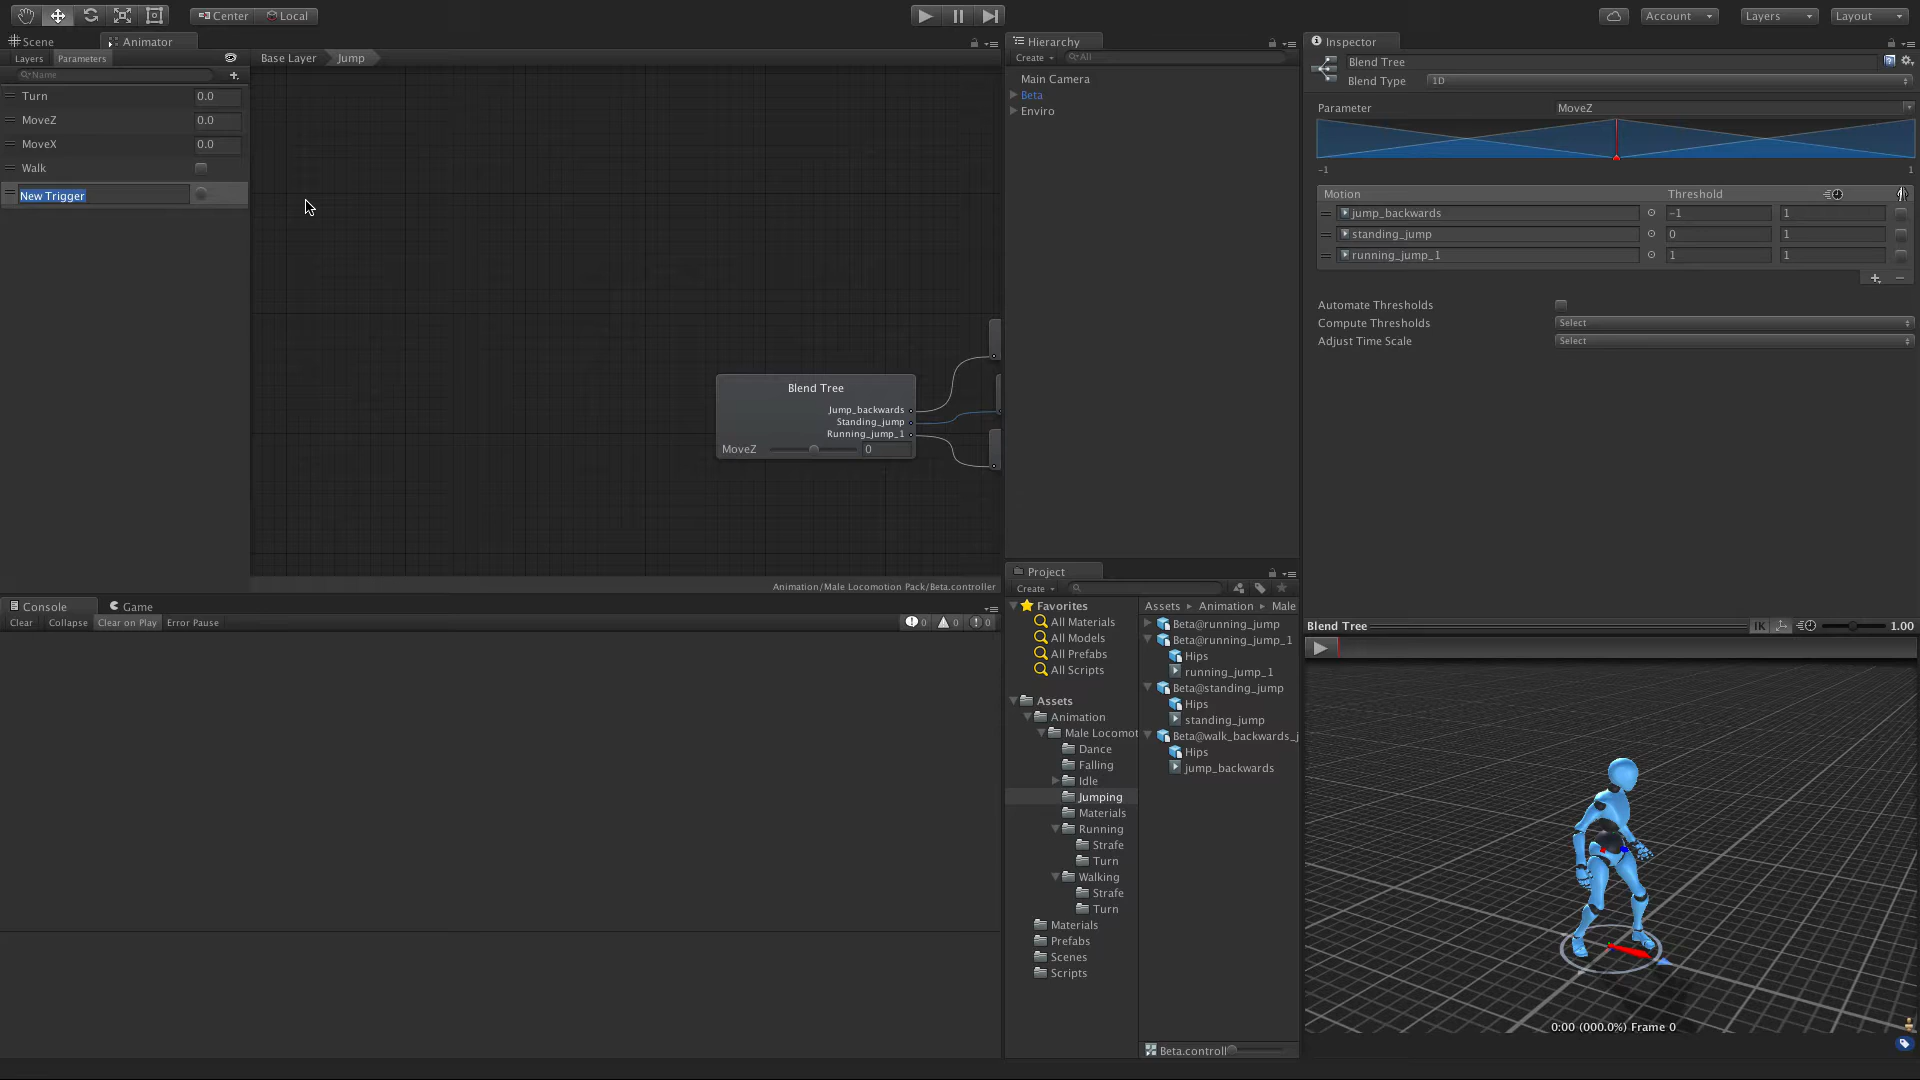 Center
Local
Account
Layers
Layout
Scene
Animator
Layers
Parameters
Name
Turn
0.0
MoveZ
0.0
MoveX
0.0
Walk
New Trigger
Base Layer
Jump
Blend Tree
Jump_backwards
Standing_jump
Running_jump_1
MoveZ
0
Animation/Male Locomotion Pack/Beta.controller
Console
Game
Clear
Collapse
Clear on Play
Error Pause
0
0
0
Hierarchy
Create
All
Main Camera
Beta
Enviro
Project
Create
Favorites
All Materials
All Models
All Prefabs
All Scripts
Assets
Animation
Male Locomot
Dance
Falling
Idle
Jumping
Materials
Running
Strafe
Turn
Walking
Strafe
Turn
Materials
Prefabs
Scenes
Scripts
Assets
Animation
Male
Beta@running_jump
Beta@running_jump_1
Hips
running_jump_1
Beta@standing_jump
Hips
standing_jump
Beta@walk_backwards_j
Hips
jump_backwards
Beta.controll
Inspector
Blend Tree
Blend Type
1D
Parameter
MoveZ
-1
1
Motion
Threshold
jump_backwards
-1
1
standing_jump
0
1
running_jump_1
1
1
Automate Thresholds
Compute Thresholds
Select
Adjust Time Scale
Select
Blend Tree
IK
1.00
0:00 (000.0%) Frame 0